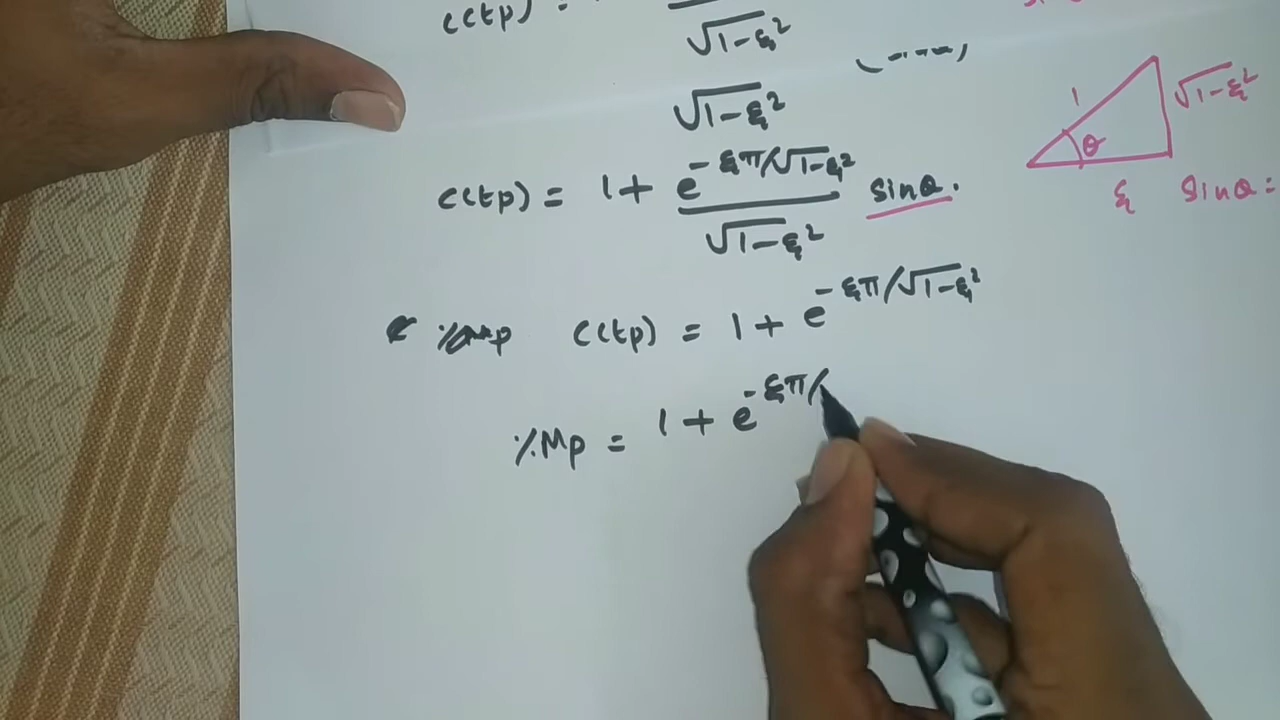 c(tp) =
√1-ξ²
√1-ξ²
c(tp) = 1 + e^-ξπ/√1-ξ² / √1-ξ² sinθ.
%Mp c(tp) = 1 + e^-ξπ/√1-ξ²
%Mp = 1 + e^-ξπ/
1 √1-ξ²
θ
ξ sinθ =